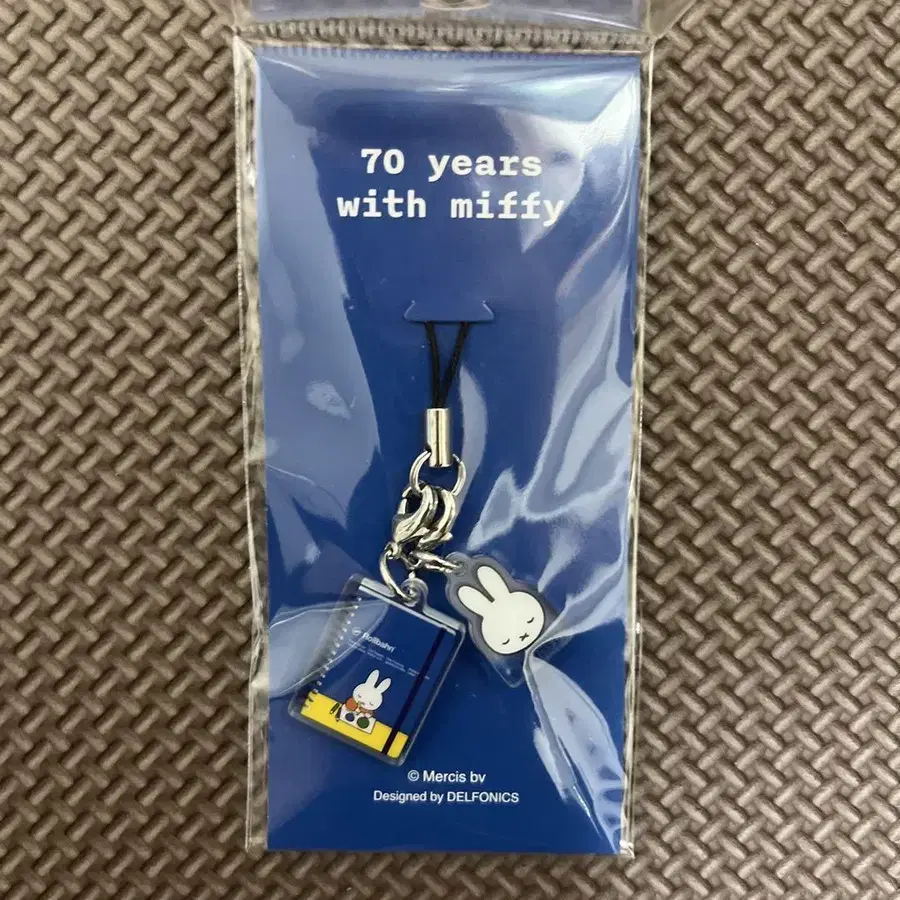 70 years
with miffy
Rollbahn
© Mercis bv
Designed by DELFONICS